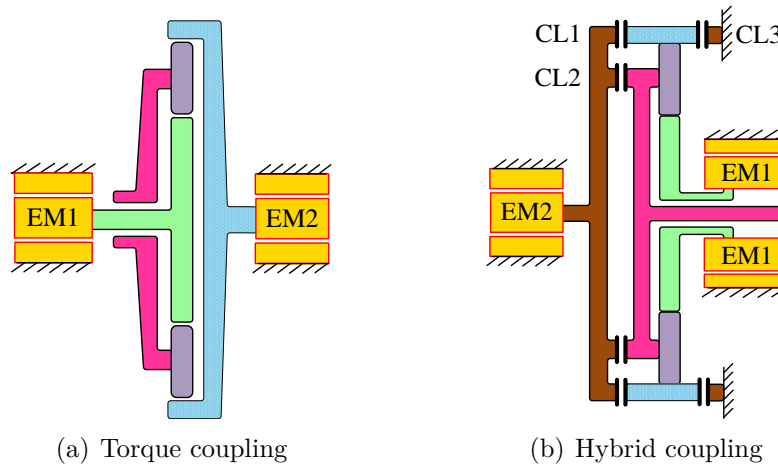 CL1
CL3
CL2
EM1
EM2
EM2
EM1
EM1
(a) Torque coupling
(b) Hybrid coupling